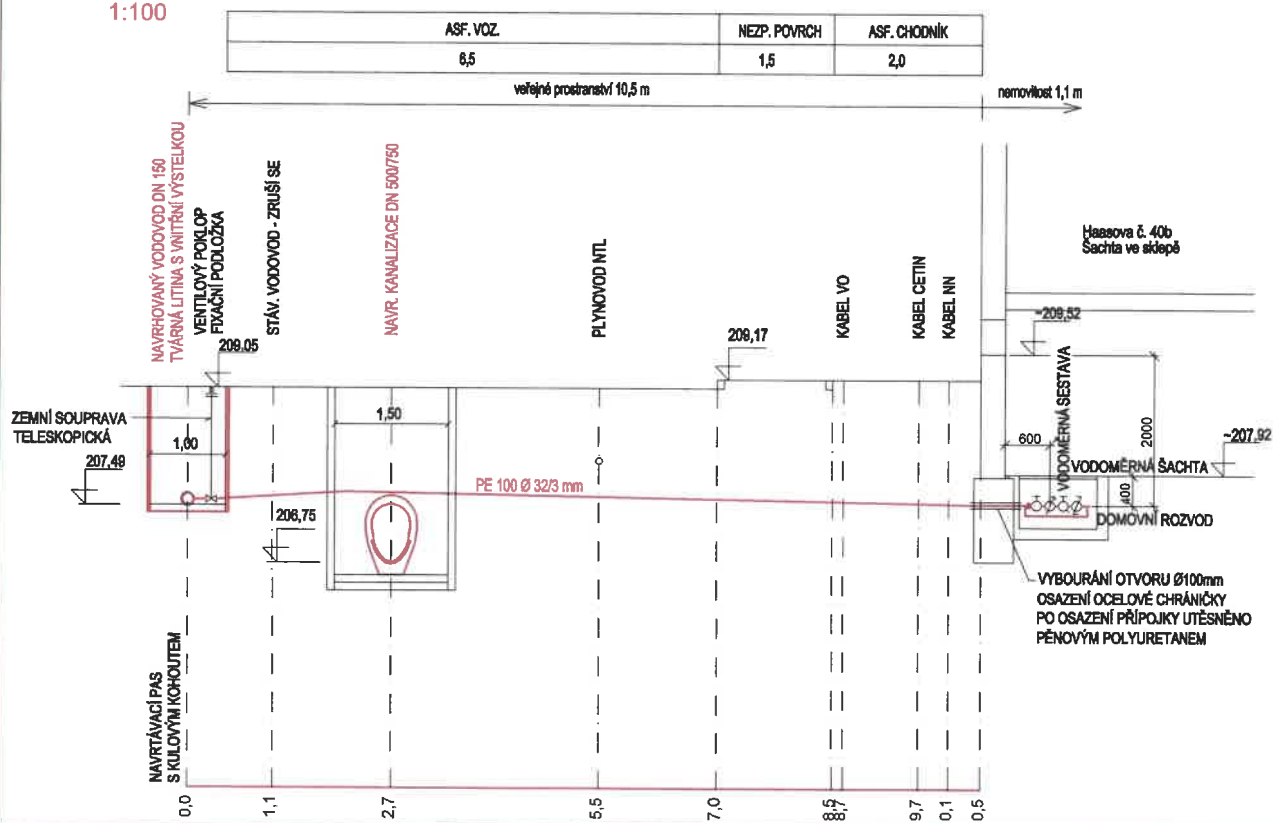 1:100
ASF. VOZ. NEZP. POVRCH ASF. CHODNÍK
6,5 1,5 2,0
veřejné prostranství 10,5 m
nemovitost 1,1 m
NAVRHOVANÝ VODOVOD DN 150
TVÁRNÁ LITINA S VNITŘNÍ VÝSTELKOU
VENTILOVÝ POKLOP
FIXAČNÍ PODLOŽKA
STÁV. VODOVOD - ZRUŠÍ SE
NAVR. KANALIZACE DN 500/750
PLYNOVOD NTL
KABEL VO
KABEL CETIN
KABEL NN
Haasova č. 40b
Šachta ve sklepě
~209,52
209,05
209,17
ZEMNÍ SOUPRAVA
TELESKOPICKÁ
1,00
1,50
207,49
206,75
PE 100 Ø 32/3 mm
600
VODOMĚRNÁ SESTAVA
2000
~207,92
VODOMĚRNÁ ŠACHTA
400
DOMOVNÍ ROZVOD
VYBOURÁNÍ OTVORU Ø100mm
OSAZENÍ OCELOVÉ CHRÁNIČKY
PO OSAZENÍ PŘÍPOJKY UTĚSNĚNO
PĚNOVÝM POLYURETANEM
NAVRTÁVACÍ PAS
S KULOVÝM KOHOUTEM
0,0
1,1
2,7
5,5
7,0
8,5
8,7
9,7
0,1
0,5